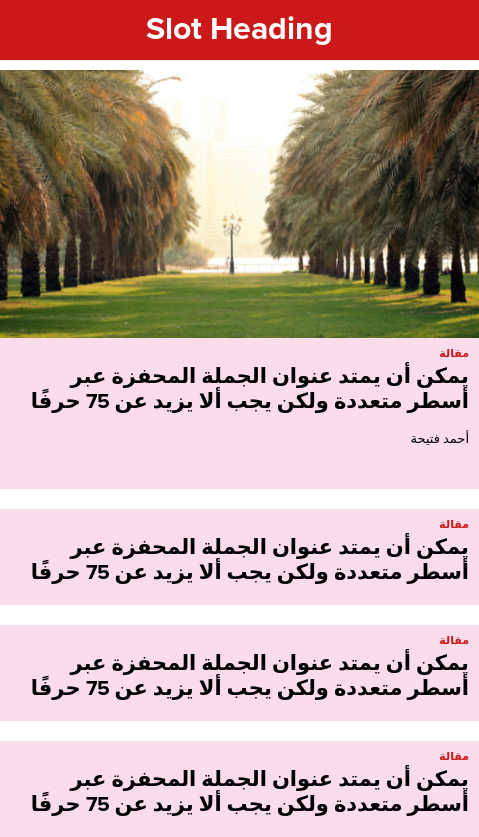 Slot Heading
مقالة
يمكن أن يمتد عنوان الجملة المحفزة عبر
أسطر متعددة ولكن يجب ألا يزيد عن 75 حرفًا
أحمد فتيحة
مقالة
يمكن أن يمتد عنوان الجملة المحفزة عبر
أسطر متعددة ولكن يجب ألا يزيد عن 75 حرفًا
مقالة
يمكن أن يمتد عنوان الجملة المحفزة عبر
أسطر متعددة ولكن يجب ألا يزيد عن 75 حرفًا
مقالة
يمكن أن يمتد عنوان الجملة المحفزة عبر
أسطر متعددة ولكن يجب ألا يزيد عن 75 حرفًا